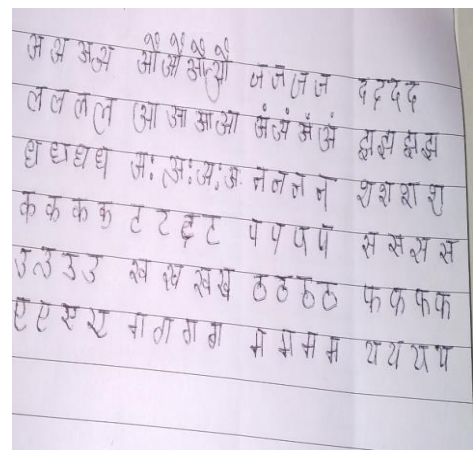 अ अ अ अ औ औ औ औ ज ज ज ज द द द द
ल ल ल ल आ आ आ आ अं अं अं अं झ झ झ झ
ध ध ध ध अः अः अः अः न न न न श श श श
क क क क ट ट ट ट प प प प स स स स
उ उ उ उ ख ख ख ख ठ ठ ठ ठ फ फ फ फ
ए ए ए ए ग ग ग ग म म म म य य य य